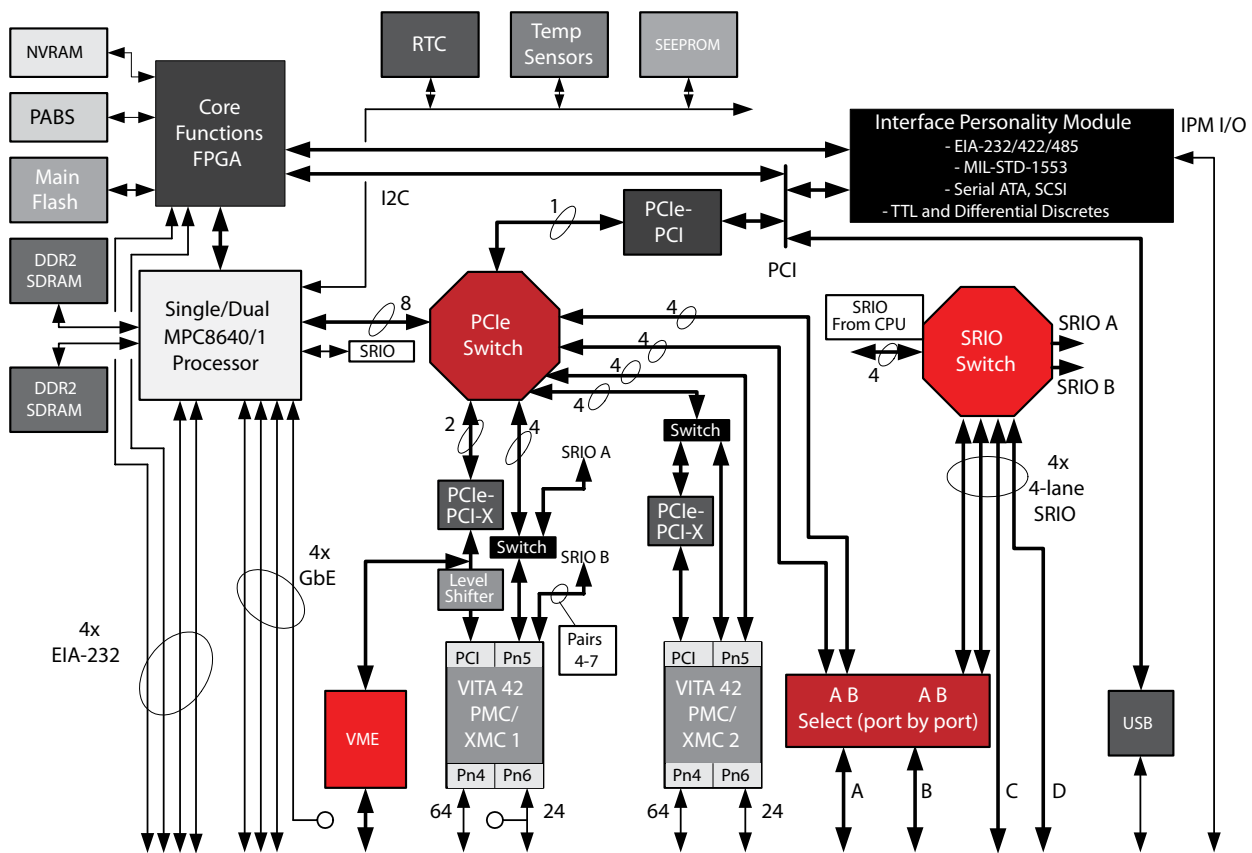 NVRAM
PABS
Main
Flash
DDR2
SDRAM
DDR2
SDRAM
Core
Functions
FPGA
RTC
Temp
Sensors
SEEPROM
I2C
Interface Personality Module
- EIA-232/422/485
- MIL-STD-1553
- Serial ATA, SCSI
- TTL and Differential Discretes
IPM I/O
1
PCIe-
PCI
PCI
Single/Dual
MPC8640/1
Processor
8
SRIO
PCIe
Switch
4
4
4
4
2
4
SRIO
From CPU
4
SRIO
Switch
SRIO A
SRIO B
Switch
SRIO A
PCIe-
PCI-X
Switch
SRIO B
Level
Shifter
Pairs
4-7
PCIe-
PCI-X
4x
4-lane
SRIO
4x
GbE
4x
EIA-232
VME
PCI
Pn5
VITA 42
PMC/
XMC 1
Pn4
Pn6
64
24
PCI
Pn5
VITA 42
PMC/
XMC 2
Pn4
Pn6
64
24
A B
A B
Select (port by port)
A
B
C
D
USB